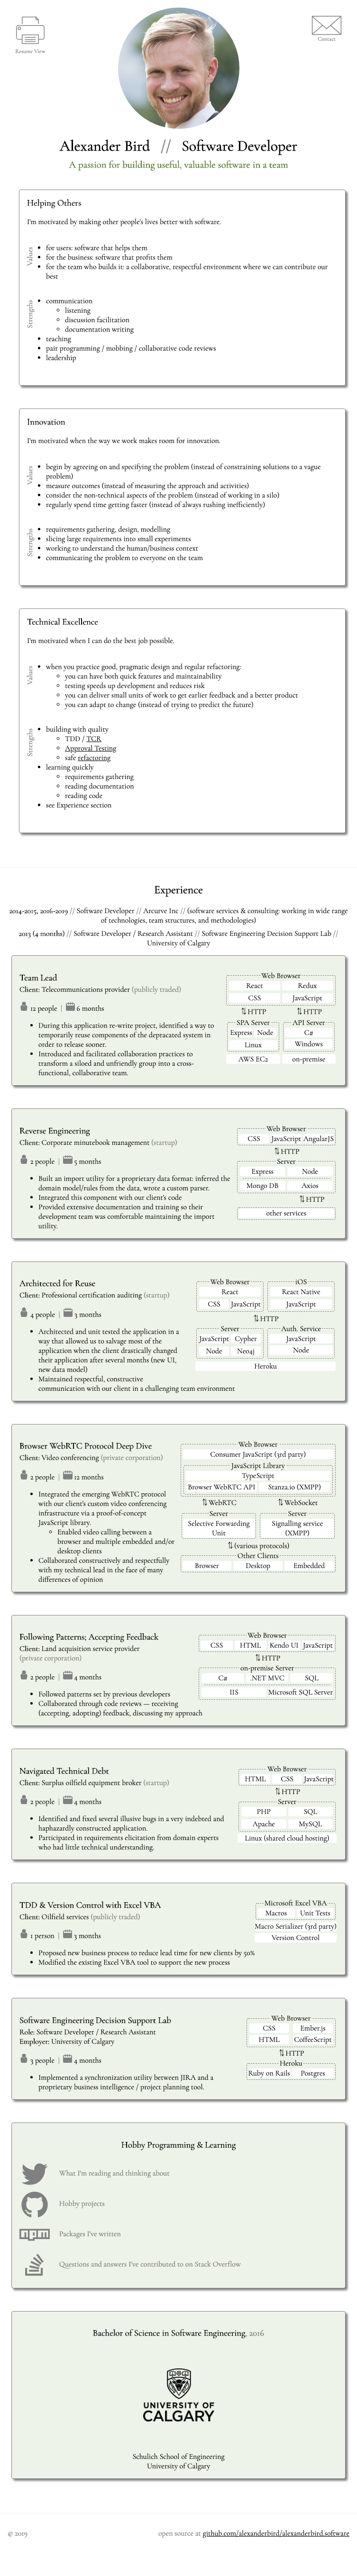 Resume View
Contact
Alexander Bird // Software Developer
A passion for building useful, valuable software in a team
Helping Others
I'm motivated by making other people's lives better with software.
Values
for users: software that helps them
for the business: software that profits them
for the team who builds it: a collaborative, respectful environment where we can contribute our
best
Strengths
communication
listening
discussion facilitation
documentation writing
teaching
pair programming / mobbing / collaborative code reviews
leadership
Innovation
I'm motivated when the way we work makes room for innovation.
Values
begin by agreeing on and specifying the problem (instead of constraining solutions to a vague
problem)
measure outcomes (instead of measuring the approach and activities)
consider the non-technical aspects of the problem (instead of working in a silo)
regularly spend time getting faster (instead of always rushing inefficiently)
Strengths
requirements gathering, design, modelling
slicing large requirements into small experiments
working to understand the human/business context
communicating the problem to everyone on the team
Technical Excellence
I'm motivated when I can do the best job possible.
Values
when you practice good, pragmatic design and regular refactoring:
you can have both quick features and maintainability
testing speeds up development and reduces risk
you can deliver small units of work to get earlier feedback and a better product
you can adapt to change (instead of trying to predict the future)
Strengths
building with quality
TDD / TCR
Approval Testing
safe refactoring
learning quickly
requirements gathering
reading documentation
reading code
see Experience section
Experience
2014-2015, 2016-2019 // Software Developer // Arcurve Inc // (software services & consulting: working in wide range
of technologies, team structures, and methodologies)
2013 (4 months) // Software Developer / Research Assistant // Software Engineering Decision Support Lab //
University of Calgary
Team Lead
Client: Telecommunications provider (publicly traded)
12 people | 6 months
During this application re-write project, identified a way to
temporarily reuse components of the deprecated system in
order to release sooner.
Introduced and facilitated collaboration practices to
transform a siloed and unfriendly group into a cross-
functional, collaborative team.
Web Browser
React Redux
CSS JavaScript
⇅ HTTP ⇅ HTTP
SPA Server API Server
Express Node C#
Linux Windows
AWS EC2 on-premise
Reverse Engineering
Client: Corporate minutebook management (startup)
2 people | 5 months
Built an import utility for a proprietary data format: inferred the
domain model/rules from the data, wrote a custom parser.
Integrated this component with our client's code
Provided extensive documentation and training so their
development team was comfortable maintaining the import
utility.
Web Browser
CSS JavaScript AngularJS
⇅ HTTP
Server
Express Node
Mongo DB Axios
⇅ HTTP
other services
Architected for Reuse
Client: Professional certification auditing (startup)
4 people | 3 months
Architected and unit tested the application in a
way that allowed us to salvage most of the
application when the client drastically changed
their application after several months (new UI,
new data model)
Maintained respectful, constructive
communication with our client in a challenging team environment
Web Browser iOS
React React Native
CSS JavaScript JavaScript
⇅ HTTP
Server Auth. Service
JavaScript Cypher JavaScript
Node Neo4j Node
Heroku
Browser WebRTC Protocol Deep Dive
Client: Video conferencing (private corporation)
2 people | 12 months
Integrated the emerging WebRTC protocol
with our client's custom video conferencing
infrastructure via a proof-of-concept
JavaScript library.
Enabled video calling between a
browser and multiple embedded and/or
desktop clients
Collaborated constructively and respectfully
with my technical lead in the face of many
differences of opinion
Web Browser
Consumer JavaScript (3rd party)
JavaScript Library
TypeScript
Browser WebRTC API Stanza.io (XMPP)
⇅ WebRTC ⇅ WebSocket
Server Server
Selective Forwarding Signalling service
Unit (XMPP)
⇅ (various protocols)
Other Clients
Browser Desktop Embedded
Following Patterns; Accepting Feedback
Client: Land acquisition service provider
(private corporation)
2 people | 4 months
Followed patterns set by previous developers
Collaborated through code reviews — receiving
(accepting, adopting) feedback, discussing my approach
Web Browser
CSS HTML Kendo UI JavaScript
⇅ HTTP
on-premise Server
C# .NET MVC SQL
IIS Microsoft SQL Server
Navigated Technical Debt
Client: Surplus oilfield equipment broker (startup)
2 people | 4 months
Identified and fixed several illusive bugs in a very indebted and
haphazardly constructed application.
Participated in requirements elicitation from domain experts
who had little technical understanding.
Web Browser
HTML CSS JavaScript
⇅ HTTP
Server
PHP SQL
Apache MySQL
Linux (shared cloud hosting)
TDD & Version Control with Excel VBA
Client: Oilfield services (publicly traded)
1 person | 3 months
Proposed new business process to reduce lead time for new clients by 50%
Modified the existing Excel VBA tool to support the new process
Microsoft Excel VBA
Macros Unit Tests
Macro Serializer (3rd party)
Version Control
Software Engineering Decision Support Lab
Role: Software Developer / Research Assistant
Employer: University of Calgary
3 people | 4 months
Implemented a synchronization utility between JIRA and a
proprietary business intelligence / project planning tool.
Web Browser
CSS Ember.js
HTML CoffeeScript
⇅ HTTP
Heroku
Ruby on Rails Postgres
Hobby Programming & Learning
What I'm reading and thinking about
Hobby projects
npm
Packages I've written
Questions and answers I've contributed to on Stack Overflow
Bachelor of Science in Software Engineering, 2016
UNIVERSITY OF
CALGARY
Schulich School of Engineering
University of Calgary
© 2019
open source at github.com/alexanderbird/alexanderbird.software